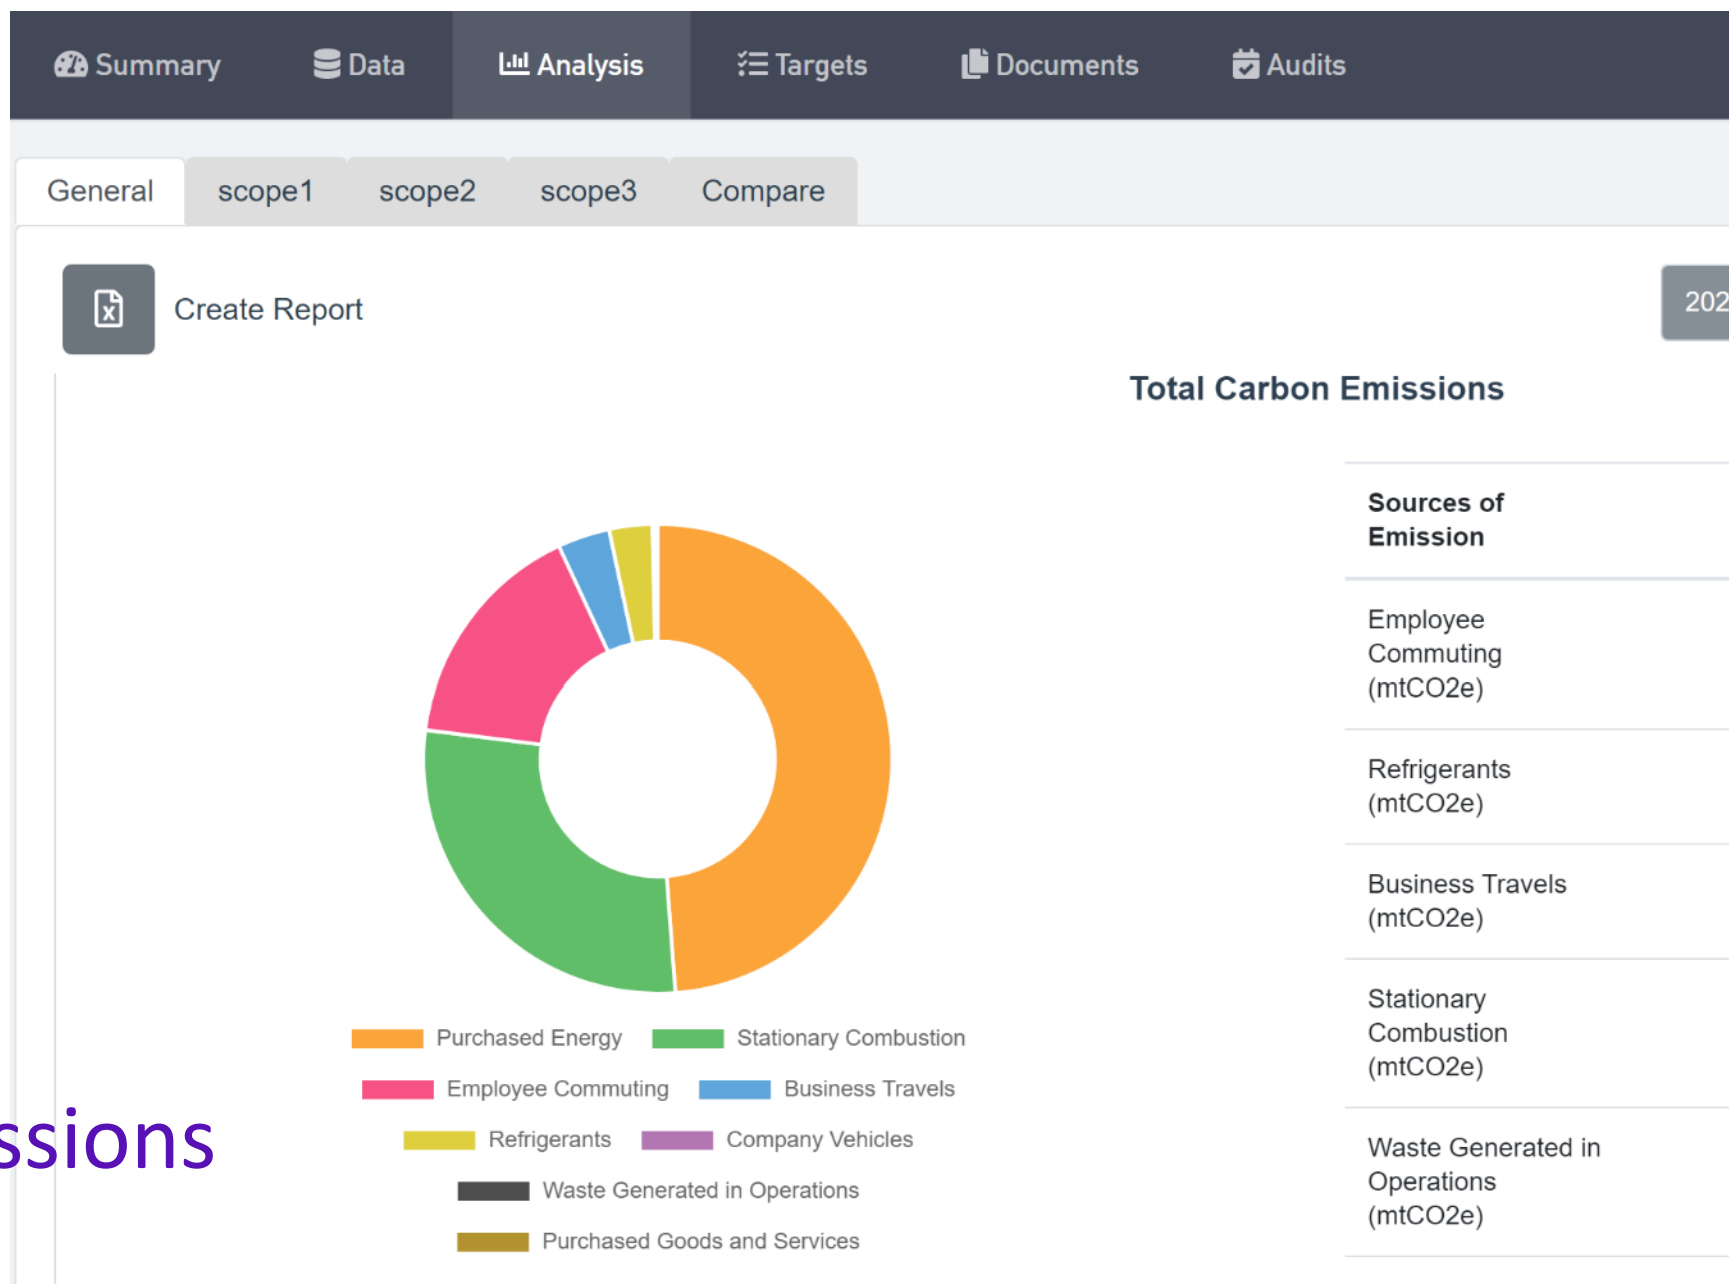 Summary Data Analysis Targets Documents Audits
General scope1 scope2 scope3 Compare
Create Report
202
Total Carbon Emissions
Sources of
Emission
Employee
Commuting
(mtCO2e)
Refrigerants
(mtCO2e)
Business Travels
(mtCO2e)
Stationary
Combustion
(mtCO2e)
Waste Generated in
Operations
(mtCO2e)
Purchased Energy Stationary Combustion
Employee Commuting Business Travels
Refrigerants Company Vehicles
Waste Generated in Operations
Purchased Goods and Services
ssions